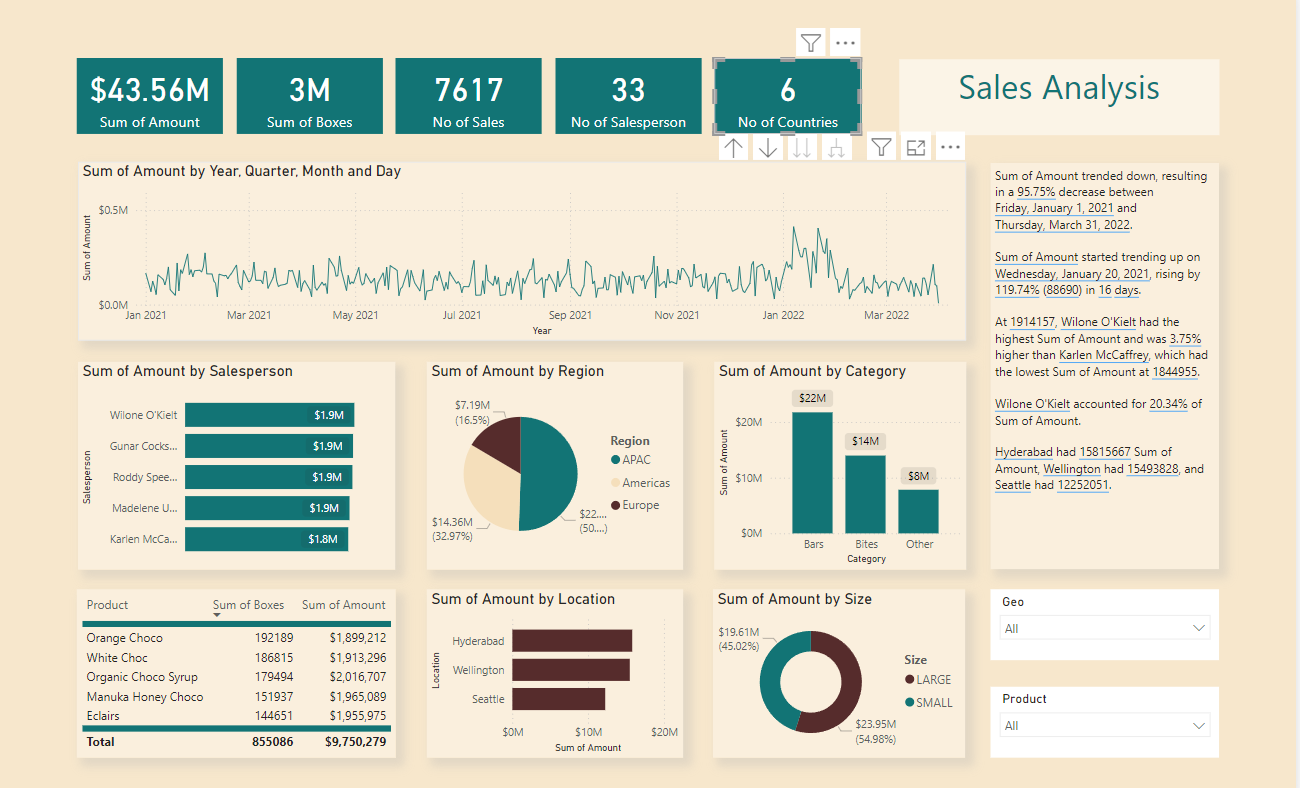 $43.56M
Sum of Amount
3M
Sum of Boxes
7617
No of Sales
33
No of Salesperson
6
No of Countries
Sales Analysis
Sum of Amount by Year, Quarter, Month and Day
Sum of Amount
$0.5M
$0.0M
Jan 2021 Mar 2021 May 2021 Jul 2021 Sep 2021 Nov 2021 Jan 2022 Mar 2022
Year
Sum of Amount trended down, resulting
in a 95.75% decrease between
Friday, January 1, 2021 and
Thursday, March 31, 2022.
Sum of Amount started trending up on
Wednesday, January 20, 2021, rising by
119.74% (88690) in 16 days.
At 1914157, Wilone O'Kielt had the
highest Sum of Amount and was 3.75%
higher than Karlen McCaffrey, which had
the lowest Sum of Amount at 1844955.
Wilone O'Kielt accounted for 20.34% of
Sum of Amount.
Hyderabad had 15815667 Sum of
Amount, Wellington had 15493828, and
Seattle had 12252051.
Sum of Amount by Salesperson
Salesperson
Wilone O'Kielt $1.9M
Gunar Cocks... $1.9M
Roddy Spee... $1.9M
Madelene U... $1.9M
Karlen McCa... $1.8M
Sum of Amount by Region
$7.19M
(16.5%)
$14.36M
(32.97%)
$22....
(50....)
Region
APAC
Americas
Europe
Sum of Amount by Category
Sum of Amount
$20M
$10M
$0M
$22M
$14M
$8M
Bars Bites Other
Category
Product Sum of Boxes Sum of Amount
Orange Choco 192189 $1,899,212
White Choc 186815 $1,913,296
Organic Choco Syrup 179494 $2,016,707
Manuka Honey Choco 151937 $1,965,089
Eclairs 144651 $1,955,975
Total 855086 $9,750,279
Sum of Amount by Location
Location
Hyderabad
Wellington
Seattle
$0M $10M $20M
Sum of Amount
Sum of Amount by Size
$19.61M
(45.02%)
$23.95M
(54.98%)
Size
LARGE
SMALL
Geo
All
Product
All